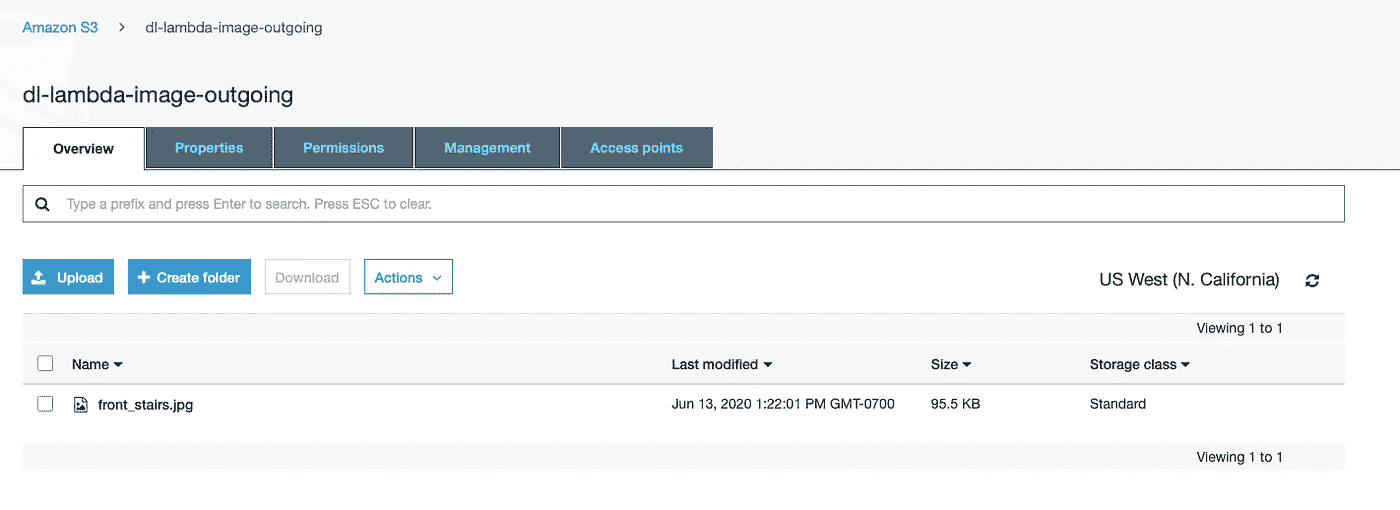 Amazon S3 > dl-lambda-image-outgoing
dl-lambda-image-outgoing
Overview Properties Permissions Management Access points
Type a prefix and press Enter to search. Press ESC to clear.
Upload + Create folder Download Actions US West (N. California)
Viewing 1 to 1
Name Last modified Size Storage class
front_stairs.jpg Jun 13, 2020 1:22:01 PM GMT-0700 95.5 KB Standard
Viewing 1 to 1